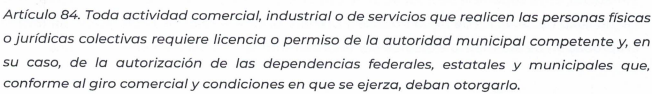 Artículo 84. Toda actividad comercial, industrial o de servicios que realicen las personas físicas
o jurídicas colectivas requiere licencia o permiso de la autoridad municipal competente y, en
su caso, de la autorización de las dependencias federales, estatales y municipales que,
conforme al giro comercial y condiciones en que se ejerza, deban otorgarlo.